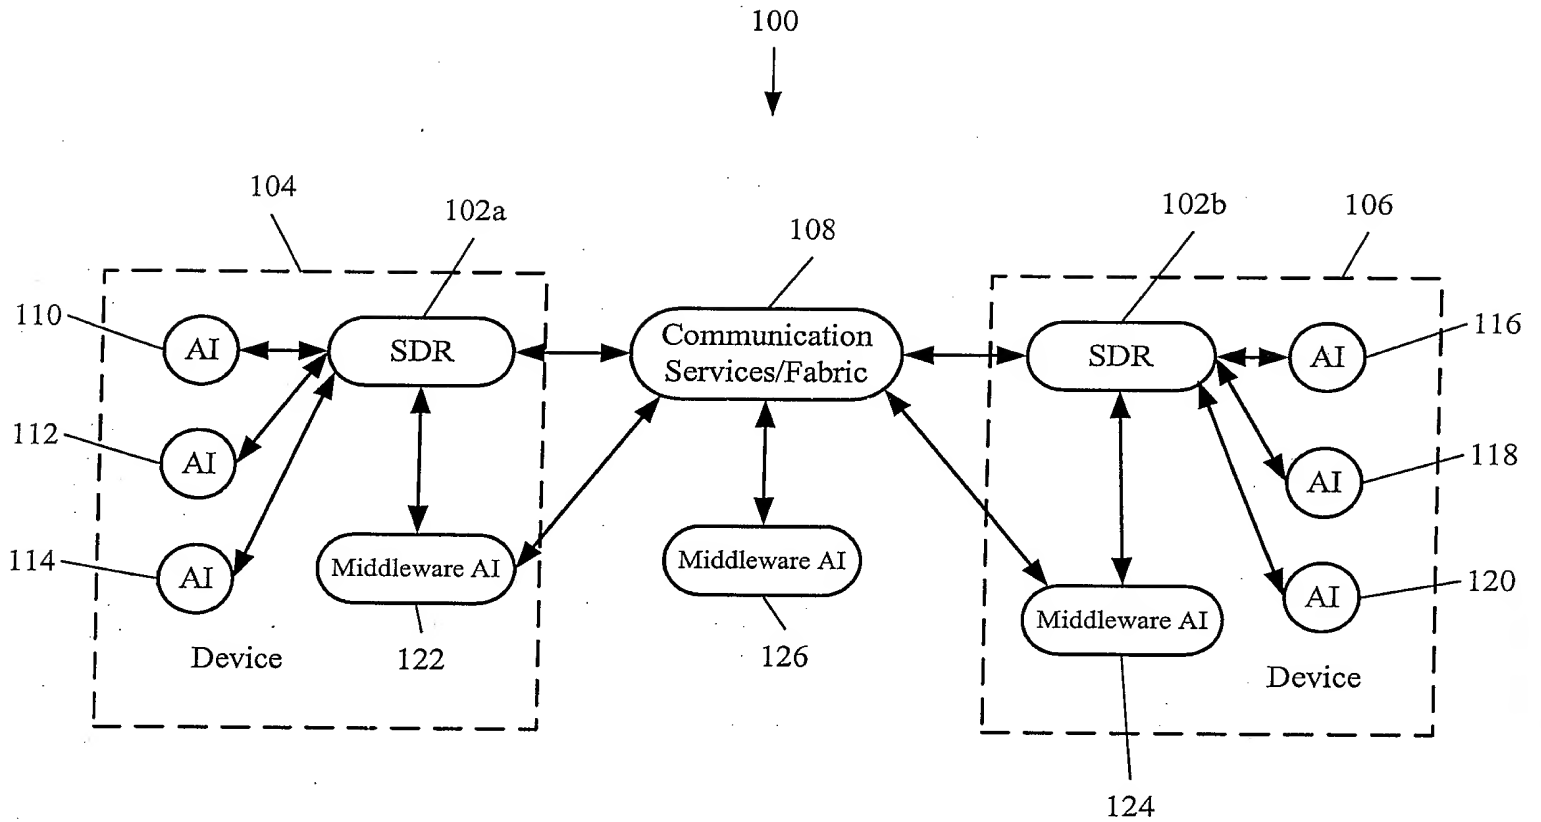 100
104
102a
108
102b
106
110
AI
SDR
Communication
Services/Fabric
SDR
AI
116
112
AI
AI
118
114
AI
Middleware AI
Middleware AI
Middleware AI
AI
120
Device
122
126
Device
124